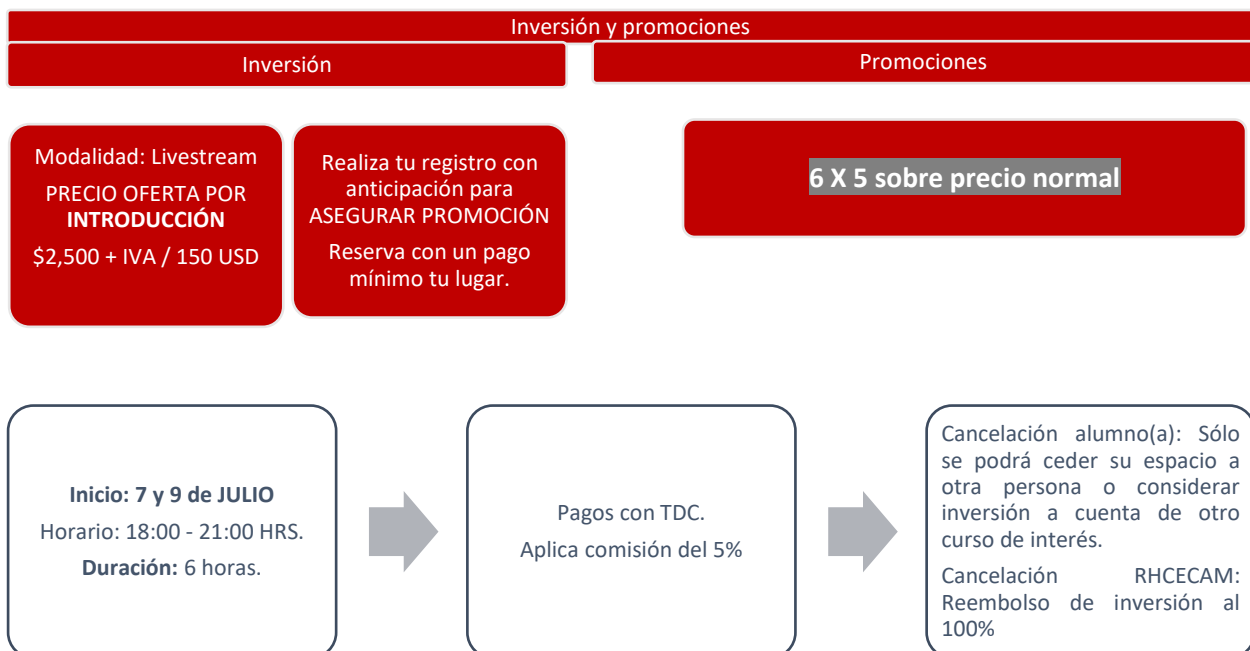 Inversión y promociones
Inversión
Promociones
Modalidad: Livestream
PRECIO OFERTA POR
INTRODUCCIÓN
$2,500 + IVA / 150 USD
Realiza tu registro con
anticipación para
ASEGURAR PROMOCIÓN
Reserva con un pago
mínimo tu lugar.
6 X 5 sobre precio normal
Inicio: 7 y 9 de JULIO
Horario: 18:00 - 21:00 HRS.
Duración: 6 horas.
Pagos con TDC.
Aplica comisión del 5%
Cancelación alumno(a): Sólo
se podrá ceder su espacio a
otra persona o considerar
inversión a cuenta de otro
curso de interés.
Cancelación RHCECAM:
Reembolso de inversión al
100%